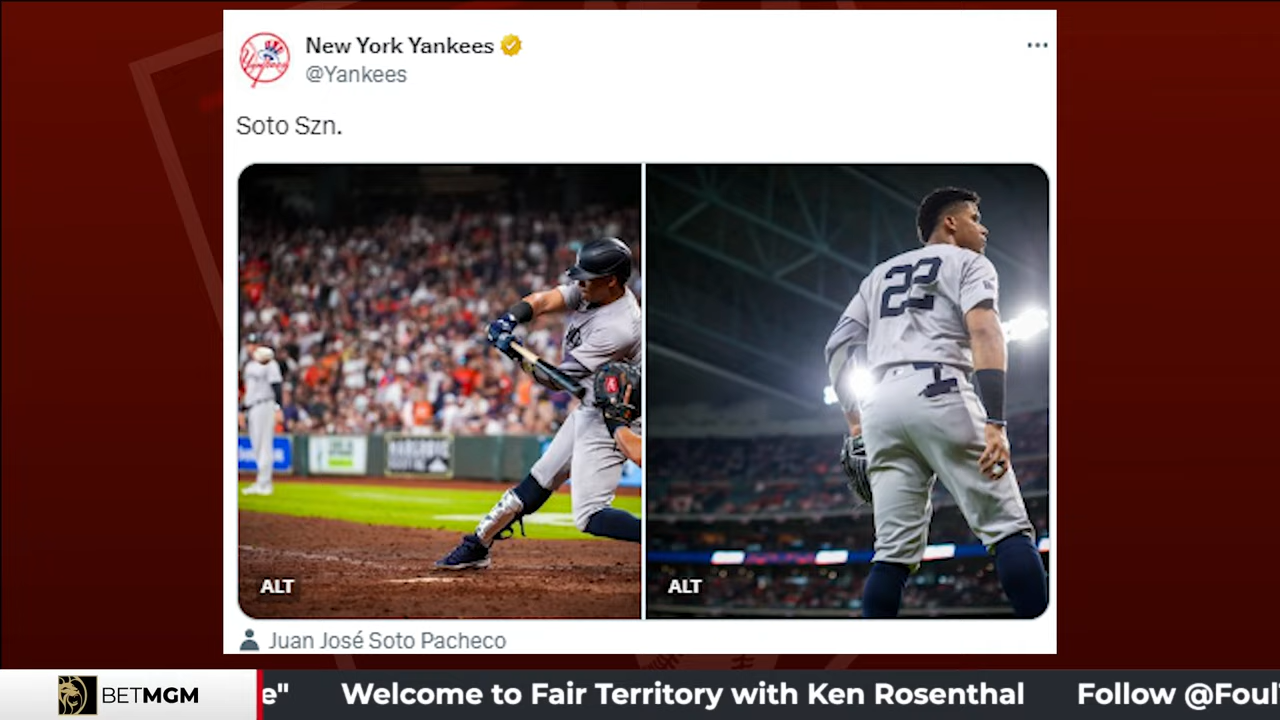 New York Yankees
@Yankees
Soto Szn.
22
ALT
ALT
Juan José Soto Pacheco
BETMGM
e" Welcome to Fair Territory with Ken Rosenthal Follow @Foul